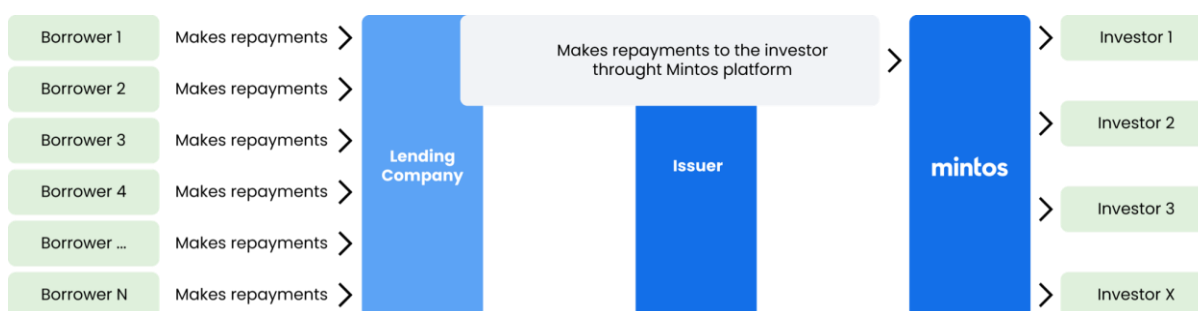 Borrower 1 Makes repayments
Makes repayments to the investor
throught Mintos platform
Investor 1
Borrower 2 Makes repayments
Investor 2
Borrower 3 Makes repayments
Lending
Company
Issuer
mintos
Borrower 4 Makes repayments
Investor 3
Borrower ... Makes repayments
Borrower N Makes repayments
Investor X